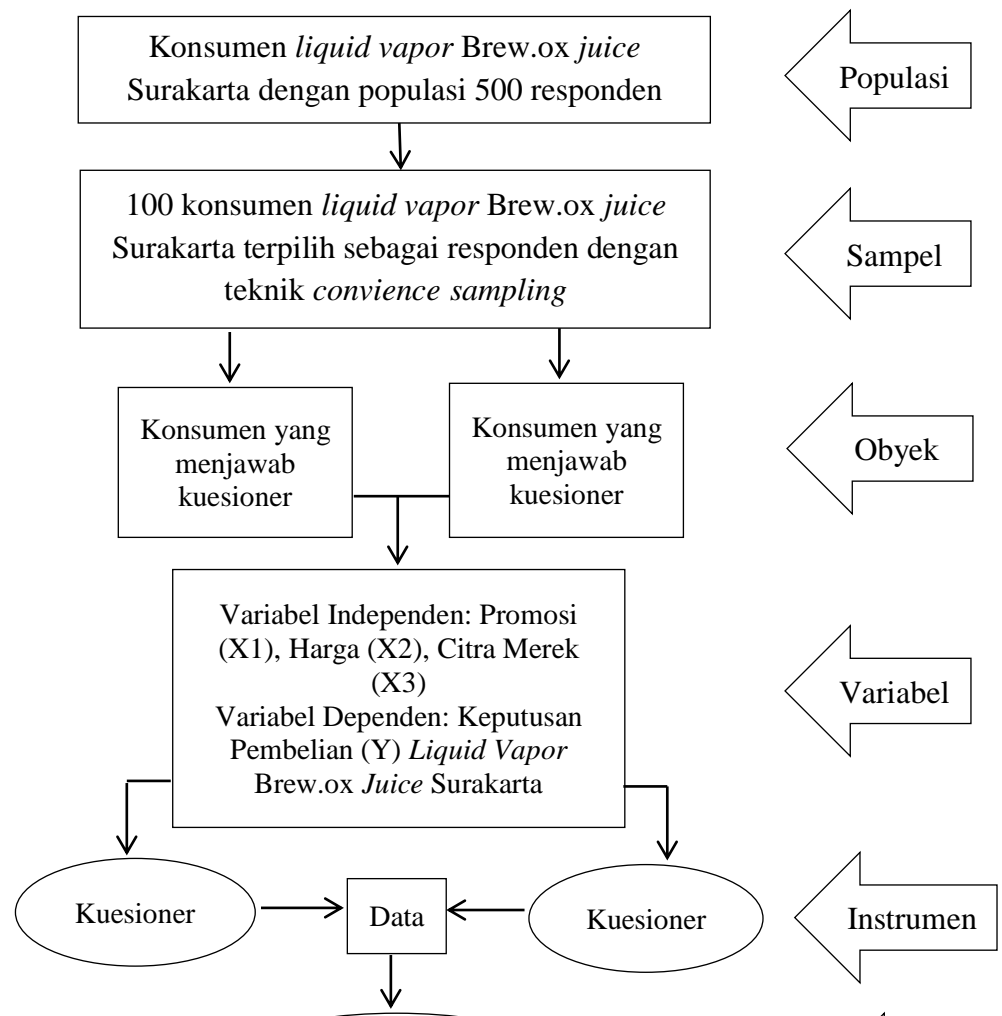 Konsumen liquid vapor Brew.ox juice
Surakarta dengan populasi 500 responden
Populasi
100 konsumen liquid vapor Brew.ox juice
Surakarta terpilih sebagai responden dengan
teknik convience sampling
Sampel
Konsumen yang
menjawab
kuesioner
Konsumen yang
menjawab
kuesioner
Obyek
Variabel Independen: Promosi
(X1), Harga (X2), Citra Merek
(X3)
Variabel Dependen: Keputusan
Pembelian (Y) Liquid Vapor
Brew.ox Juice Surakarta
Variabel
Kuesioner
Data
Kuesioner
Instrumen